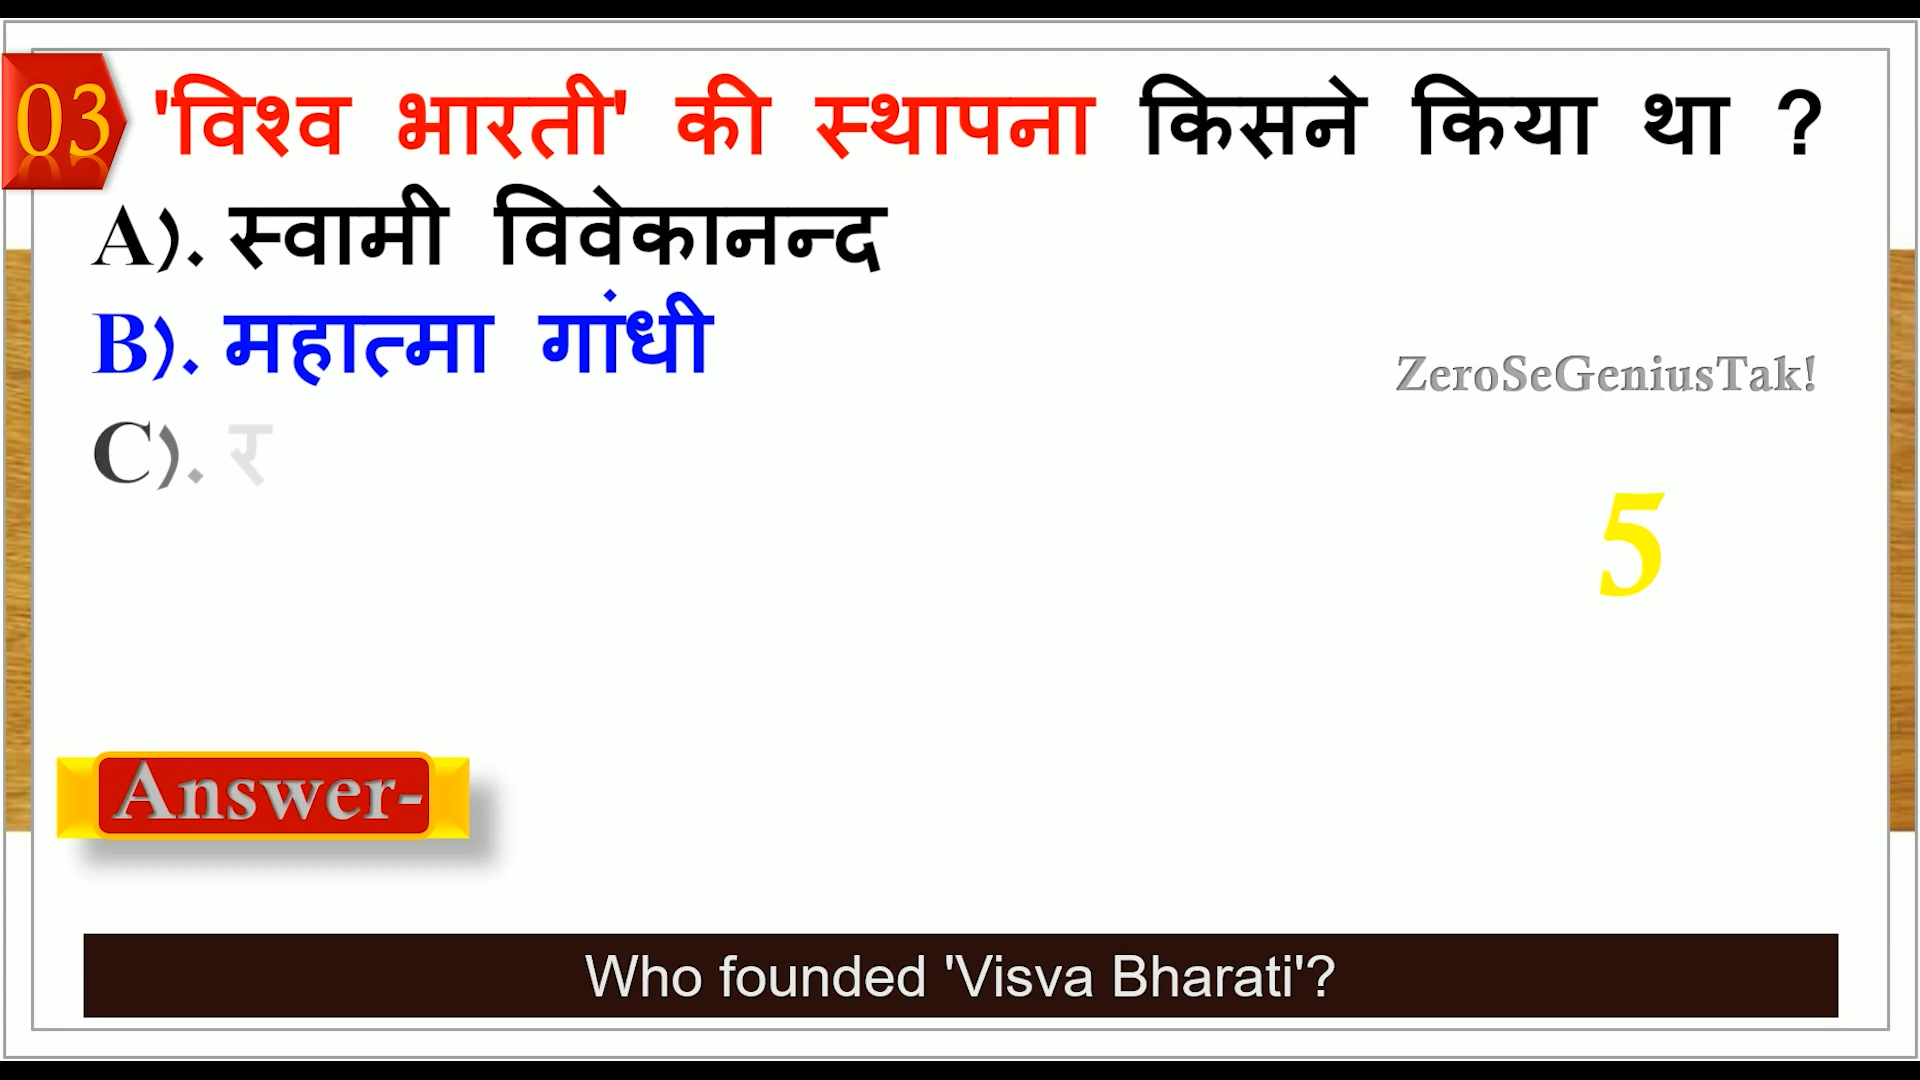 03 'विश्व भारती' की स्थापना किसने किया था ?
A). स्वामी विवेकानन्द
B). महात्मा गांधी
ZeroSeGeniusTak!
C). र
5
Answer-
Who founded 'Visva Bharati'?